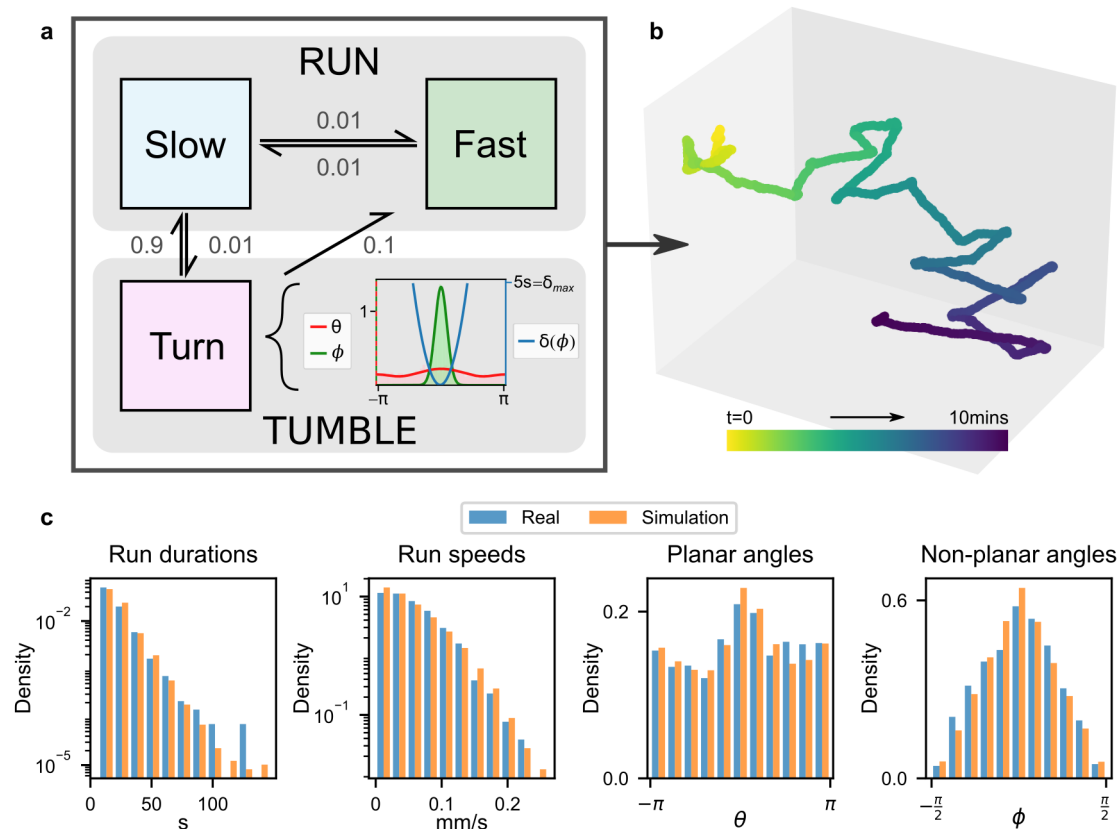 a
RUN
Slow
0.01
0.01
Fast
0.9
0.01
0.1
Turn
TUMBLE
θ
ϕ
1
5s=δmax
δ(ϕ)
−π
π
b
t=0
10mins
c
Real
Simulation
Run durations
Density
10⁻²
10⁻⁵
0
50
100
s
Run speeds
Density
10¹
10⁻¹
0
0.1
0.2
mm/s
Planar angles
Density
0.2
0.0
−π
π
θ
Non-planar angles
Density
0.6
0.0
−π/2
π/2
ϕ